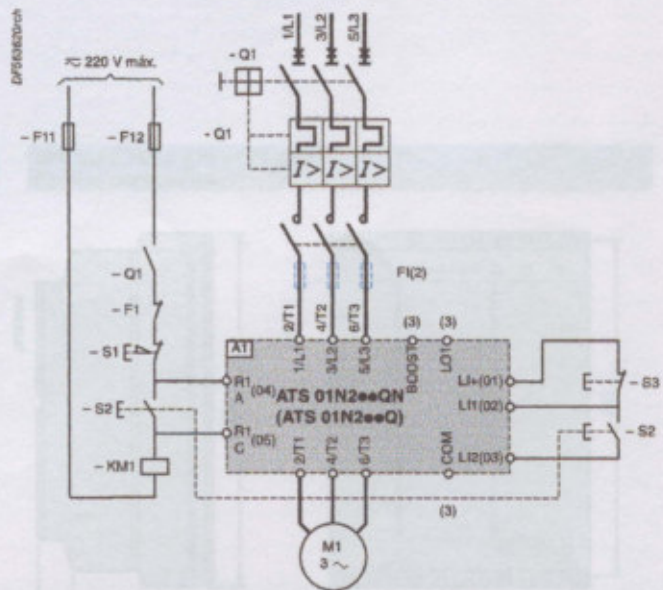 DF563620rch
1/L1
3/L2
5/L3
220 V máx.
– Q1
– F11
– F12
– Q1
I>
I>
I>
– Q1
FI(2)
– F1
2/T1
4/T2
6/T3
(3)
(3)
– S1
A1
1/L1
3/L2
5/L3
BOOST
LO1
R1
A
(04)
ATS 01N2●●QN
(ATS 01N2●●Q)
LI+(01)
– S3
LI1(02)
– S2
– S2
R1
C
(05)
2/T1
4/T2
6/T3
COM
LI2(03)
– KM1
(3)
M1
3 ~